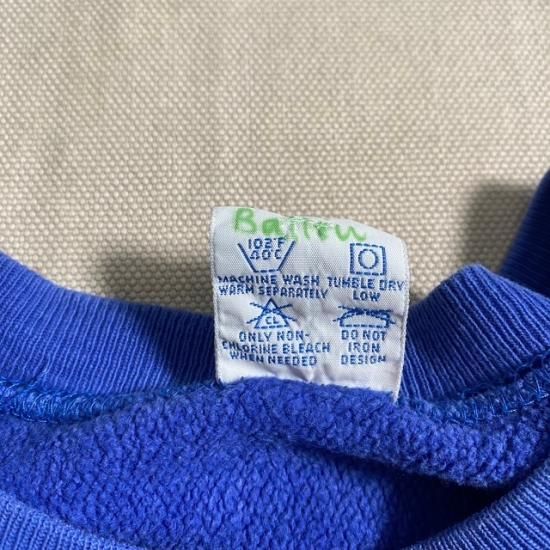 102°F
40°C
MACHINE WASH
WARM SEPARATELY
TUMBLE DRY
LOW
CL
ONLY NON-
CHLORINE BLEACH
WHEN NEEDED
DO NOT
IRON
DESIGN